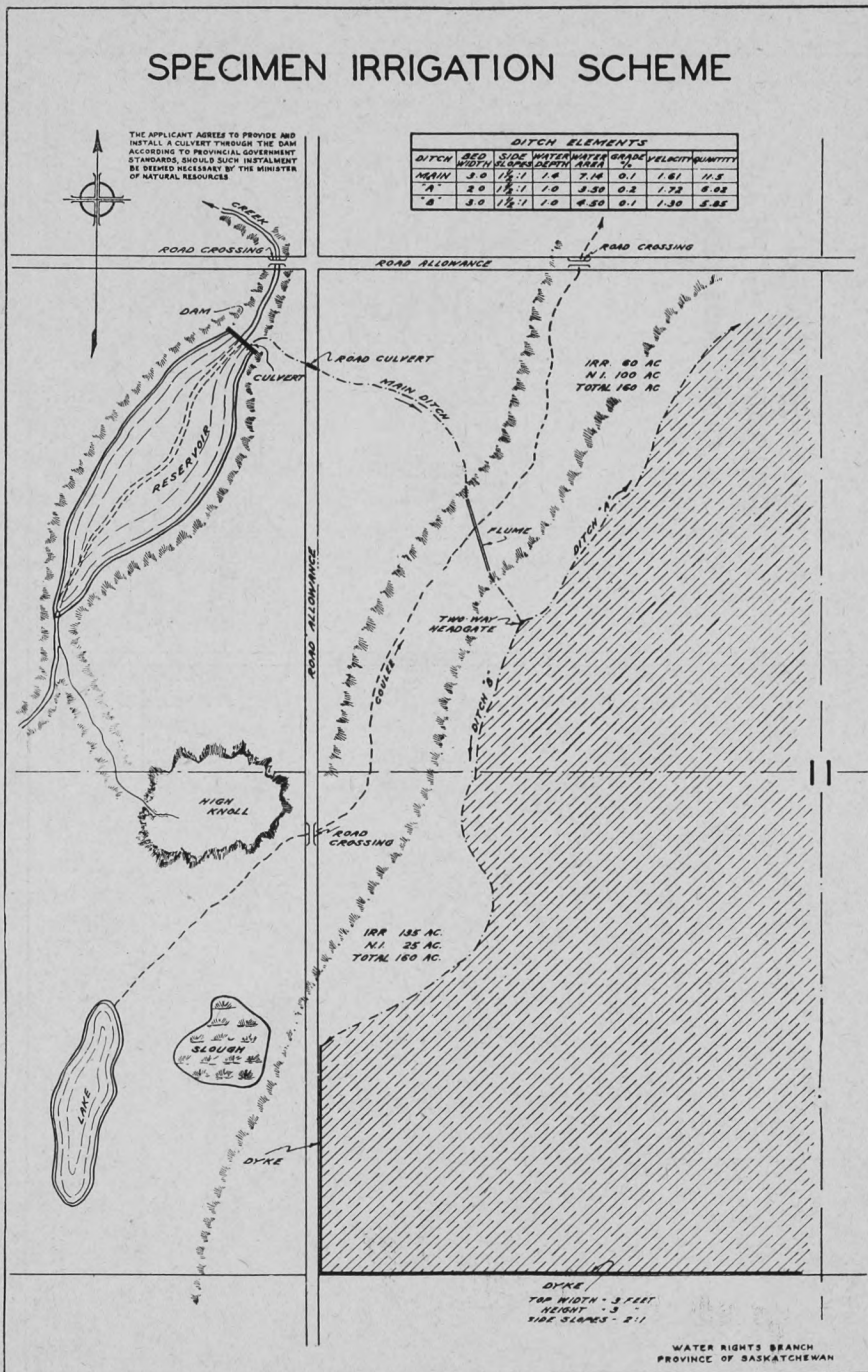 SPECIMEN IRRIGATION SCHEME
THE APPLICANT AGREES TO PROVIDE AND
INSTALL A CULVERT THROUGH THE DAM
ACCORDING TO PROVINCIAL GOVERNMENT
STANDARDS, SHOULD SUCH INSTALMENT
BE DEEMED NECESSARY BY THE MINISTER
OF NATURAL RESOURCES
DITCH ELEMENTS
DITCH BED WIDTH SIDE SLOPES WATER DEPTH WATER AREA GRADE % VELOCITY QUANTITY
MAIN 3.0 1½:1 1.4 7.14 0.1 1.61 11.5
"A" 2.0 1½:1 1.0 3.50 0.2 1.72 6.02
"B" 3.0 1½:1 1.0 4.50 0.1 1.30 5.85
CREEK
ROAD CROSSING
ROAD ALLOWANCE
ROAD CROSSING
DAM
CULVERT
ROAD CULVERT
MAIN DITCH
IRR. 60 AC
N.I. 100 AC
TOTAL 160 AC
RESERVOIR
FLUME
DITCH "A"
ROAD ALLOWANCE
TWO WAY
HEADGATE
COULEE
DITCH "B"
11
HIGH
KNOLL
ROAD
CROSSING
IRR 135 AC.
N.I. 25 AC.
TOTAL 160 AC.
SLOUGH
LAKE
DYKE
DYKE
TOP WIDTH - 3 FEET
HEIGHT - 3 "
SIDE SLOPES - 2:1
WATER RIGHTS BRANCH
PROVINCE OF SASKATCHEWAN